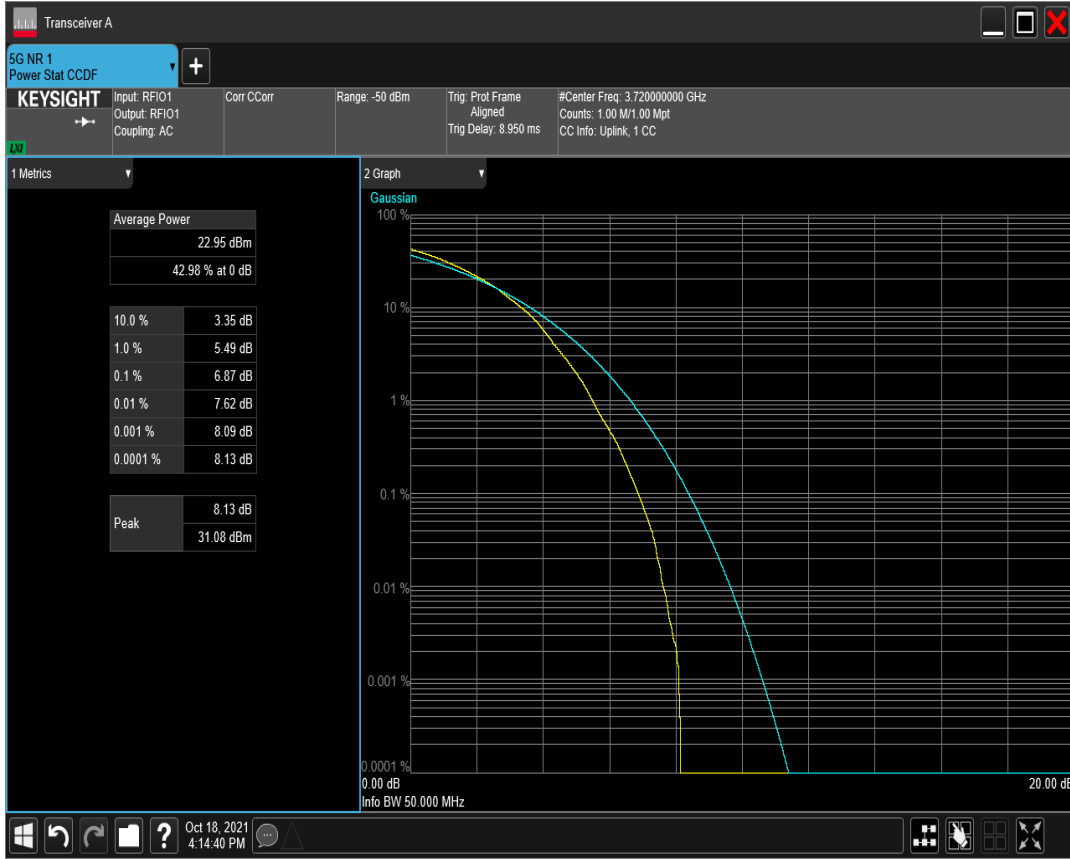 Transceiver A
5G NR 1
Power Stat CCDF
+
KEYSIGHT
LXI
Input: RFIO1
Output: RFIO1
Coupling: AC
Corr CCorr
Range: -50 dBm
Trig: Prot Frame
Aligned
Trig Delay: 8.950 ms
#Center Freq: 3.720000000 GHz
Counts: 1.00 M/1.00 Mpt
CC Info: Uplink, 1 CC
1 Metrics
Average Power
22.95 dBm
42.98 % at 0 dB
10.0 % 3.35 dB
1.0 % 5.49 dB
0.1 % 6.87 dB
0.01 % 7.62 dB
0.001 % 8.09 dB
0.0001 % 8.13 dB
Peak
8.13 dB
31.08 dBm
2 Graph
Gaussian
100 %
10 %
1 %
0.1 %
0.01 %
0.001 %
0.0001 %
0.00 dB
20.00 dB
Info BW 50.000 MHz
?
Oct 18, 2021
4:14:40 PM